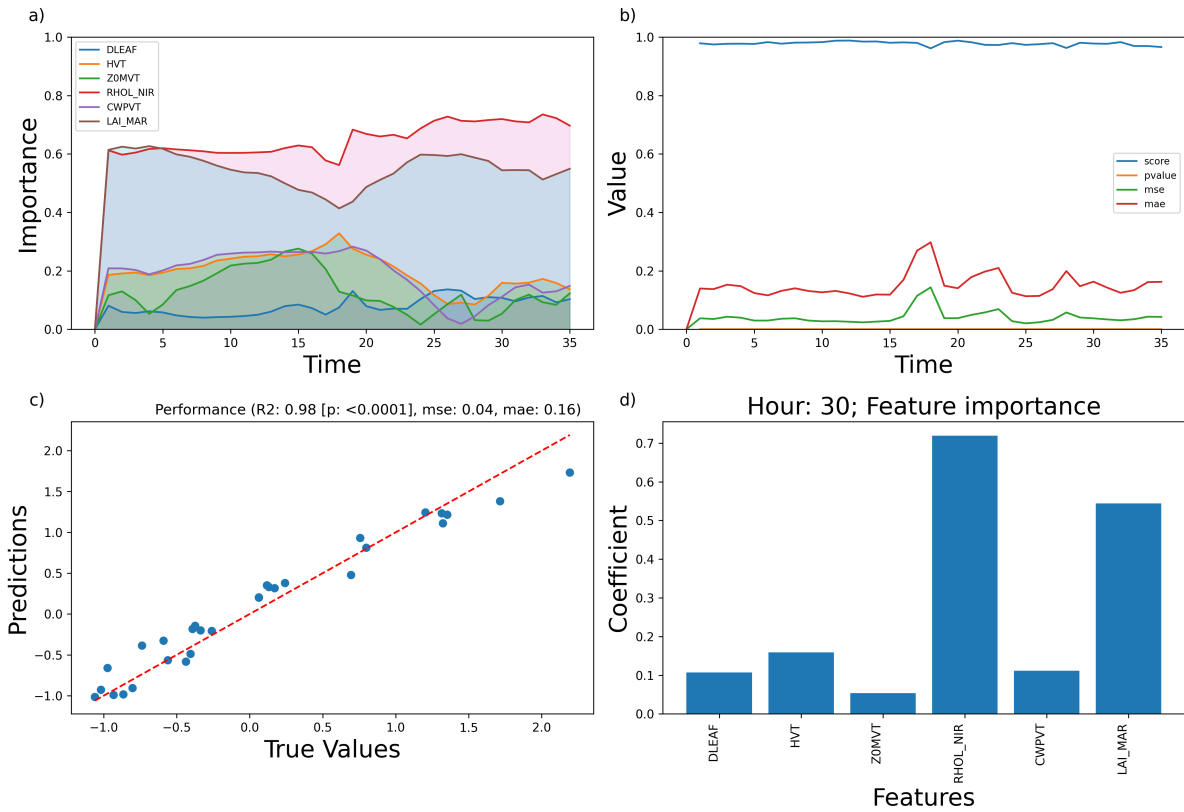 a)
1.0
0.8
0.6
0.4
0.2
0.0
Importance
DLEAF
HVT
Z0MVT
RHOL_NIR
CWPVT
LAI_MAR
0 5 10 15 20 25 30 35
Time
b)
1.0
0.8
0.6
0.4
0.2
0.0
Value
score
pvalue
mse
mae
0 5 10 15 20 25 30 35
Time
c)
Performance (R2: 0.98 [p: <0.0001], mse: 0.04, mae: 0.16)
2.0
1.5
1.0
0.5
0.0
−0.5
−1.0
Predictions
−1.0 −0.5 0.0 0.5 1.0 1.5 2.0
True Values
d)
Hour: 30; Feature importance
0.7
0.6
0.5
0.4
0.3
0.2
0.1
0.0
Coefficient
DLEAF
HVT
Z0MVT
RHOL_NIR
CWPVT
LAI_MAR
Features